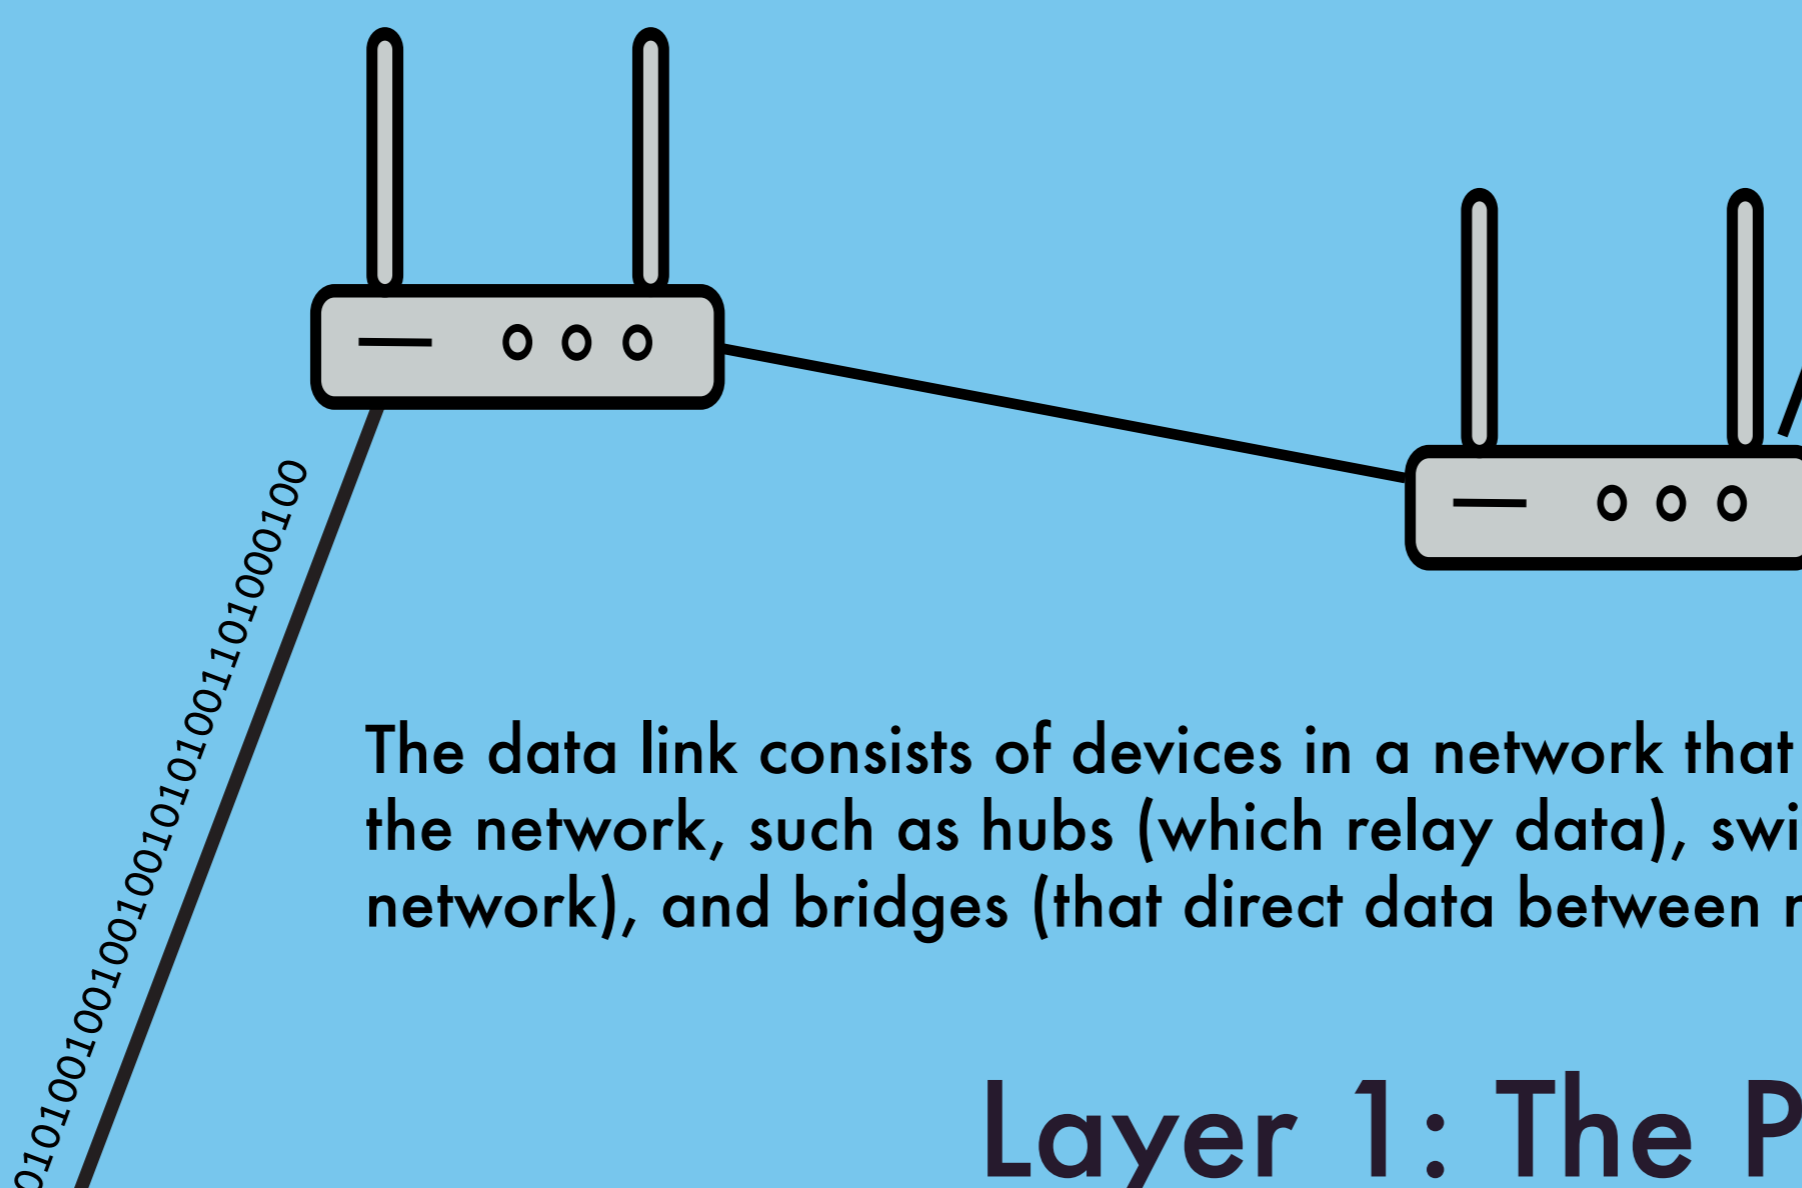 01010010010010010101001101000100
The data link consists of devices in a network that
the network, such as hubs (which relay data), swi
network), and bridges (that direct data between
Layer 1: The P